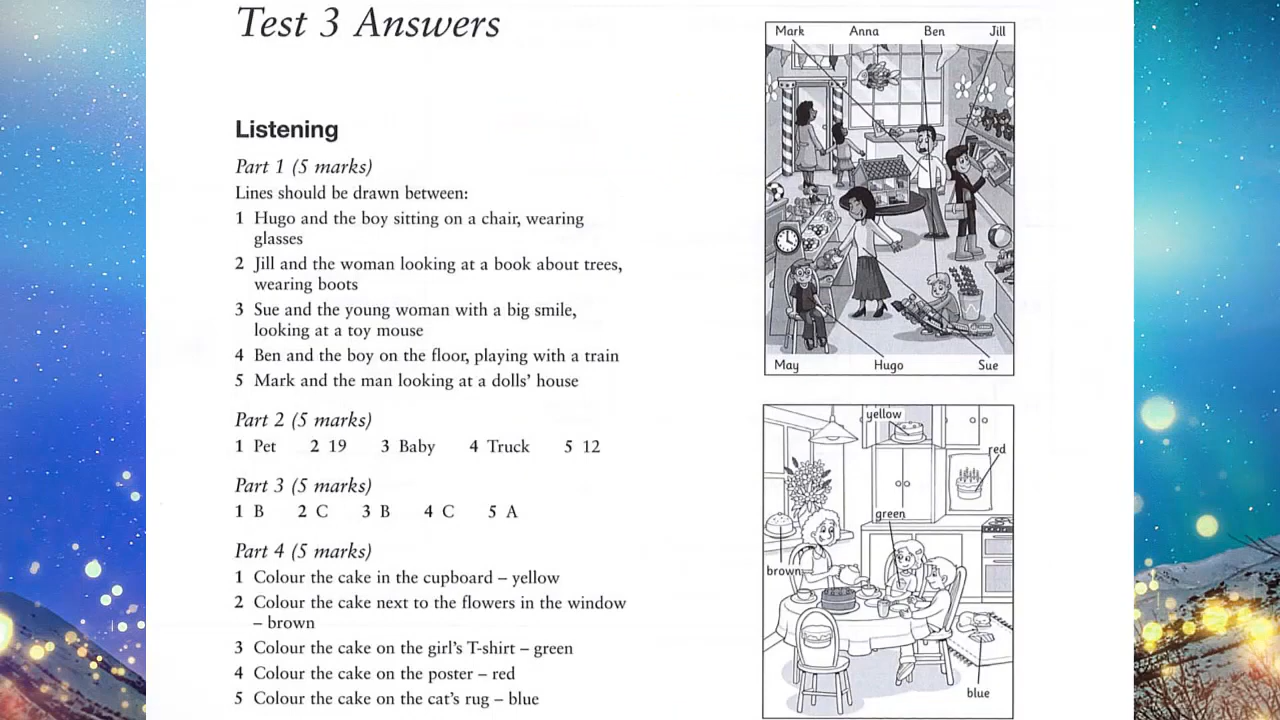 Test 3 Answers
Listening
Part 1 (5 marks)
Lines should be drawn between:
1 Hugo and the boy sitting on a chair, wearing
glasses
2 Jill and the woman looking at a book about trees,
wearing boots
3 Sue and the young woman with a big smile,
looking at a toy mouse
4 Ben and the boy on the floor, playing with a train
5 Mark and the man looking at a dolls' house
Part 2 (5 marks)
1 Pet 2 19 3 Baby 4 Truck 5 12
Part 3 (5 marks)
1 B 2 C 3 B 4 C 5 A
Part 4 (5 marks)
1 Colour the cake in the cupboard – yellow
2 Colour the cake next to the flowers in the window
– brown
3 Colour the cake on the girl's T-shirt – green
4 Colour the cake on the poster – red
5 Colour the cake on the cat's rug – blue
Mark Anna Ben Jill
May Hugo Sue
yellow
red
green
brown
blue